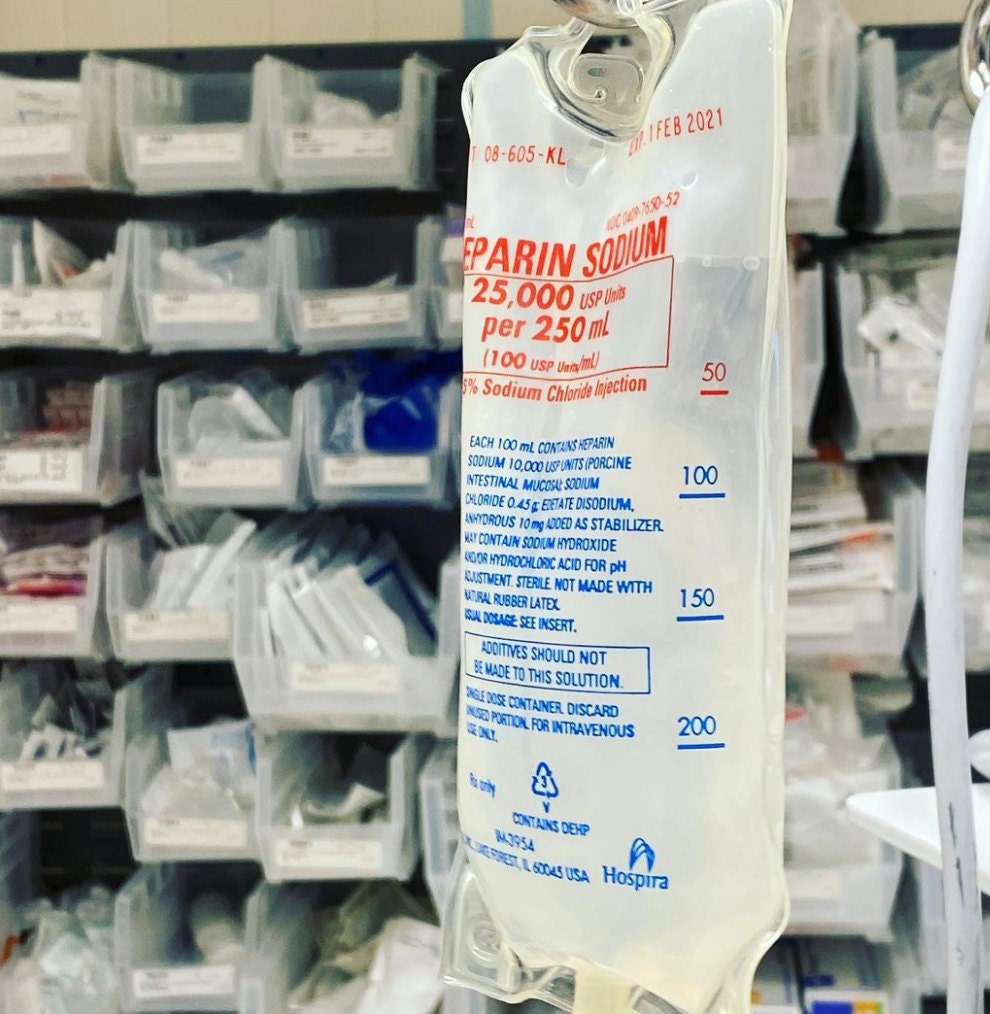 T 08-605-KL
EXP. 1 FEB 2021
mL
NDC 0409-7650-52
EPARIN SODIUM
25,000 USP Units
per 250 mL
(100 USP Units/mL)
5% Sodium Chloride Injection
50
EACH 100 mL CONTAINS HEPARIN
SODIUM 10,000 USP UNITS (PORCINE
INTESTINAL MUCOSA); SODIUM
CHLORIDE 0.45 g; EDETATE DISODIUM,
ANHYDROUS 10 mg ADDED AS STABILIZER.
MAY CONTAIN SODIUM HYDROXIDE
AND/OR HYDROCHLORIC ACID FOR pH
ADJUSTMENT. STERILE. NOT MADE WITH
NATURAL RUBBER LATEX.
USUAL DOSAGE: SEE INSERT.
100
150
ADDITIVES SHOULD NOT
BE MADE TO THIS SOLUTION.
SINGLE DOSE CONTAINER. DISCARD
UNUSED PORTION. FOR INTRAVENOUS
USE ONLY.
200
Rx only
3
V
CONTAINS DEHP
IM-3954
LAKE FOREST, IL 60045 USA
Hospira